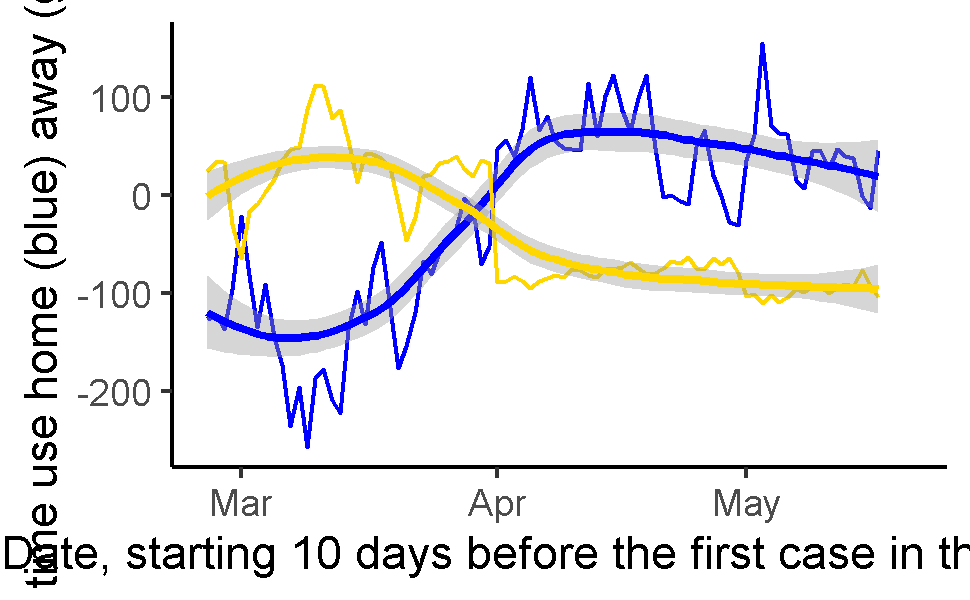 time use home (blue) away (
100
0
-100
-200
Mar Apr May
Date, starting 10 days before the first case in th